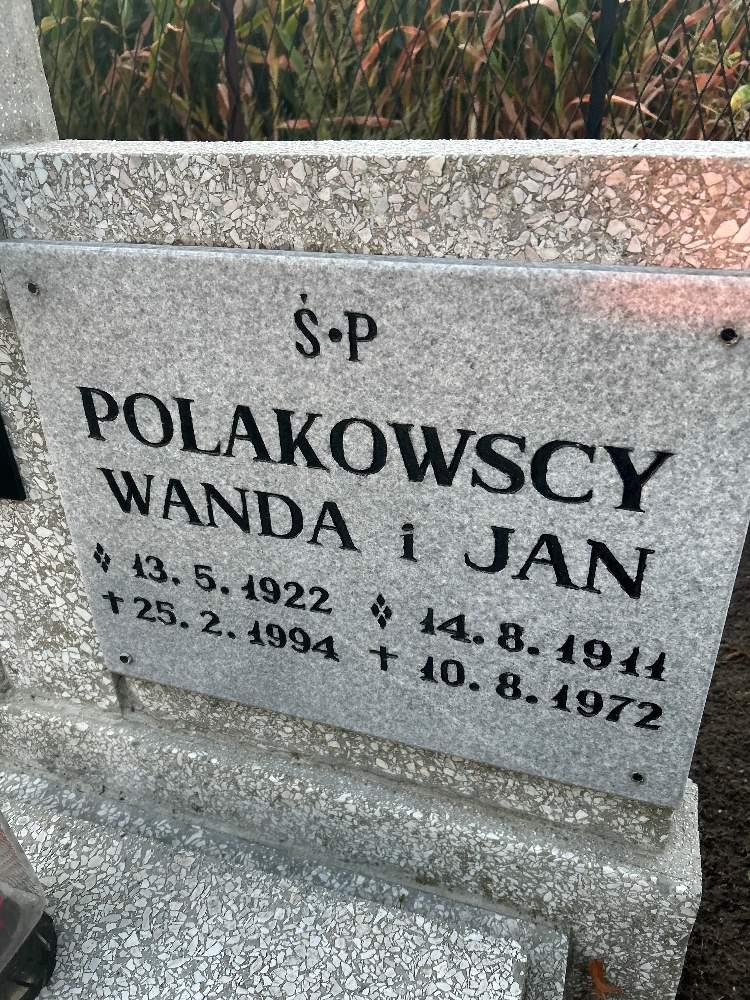 Ś•P
POLAKOWSCY
WANDA i JAN
13.5.1922 14.8.1911
✝25.2.1994 ✝10.8.1972